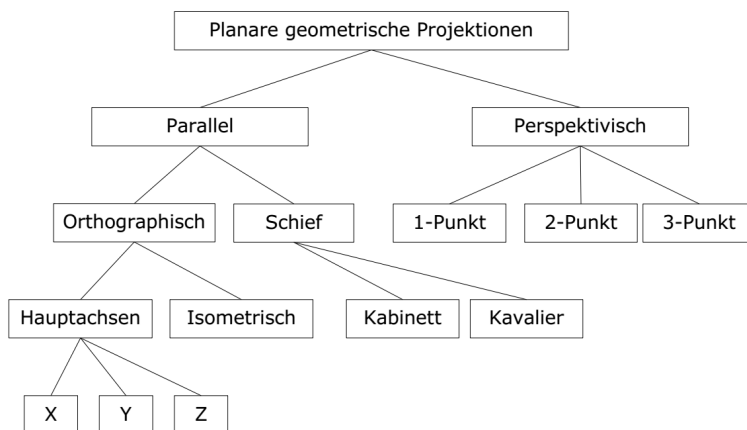 Planare geometrische Projektionen
Parallel
Perspektivisch
Orthographisch
Schief
1-Punkt
2-Punkt
3-Punkt
Hauptachsen
Isometrisch
Kabinett
Kavalier
X
Y
Z